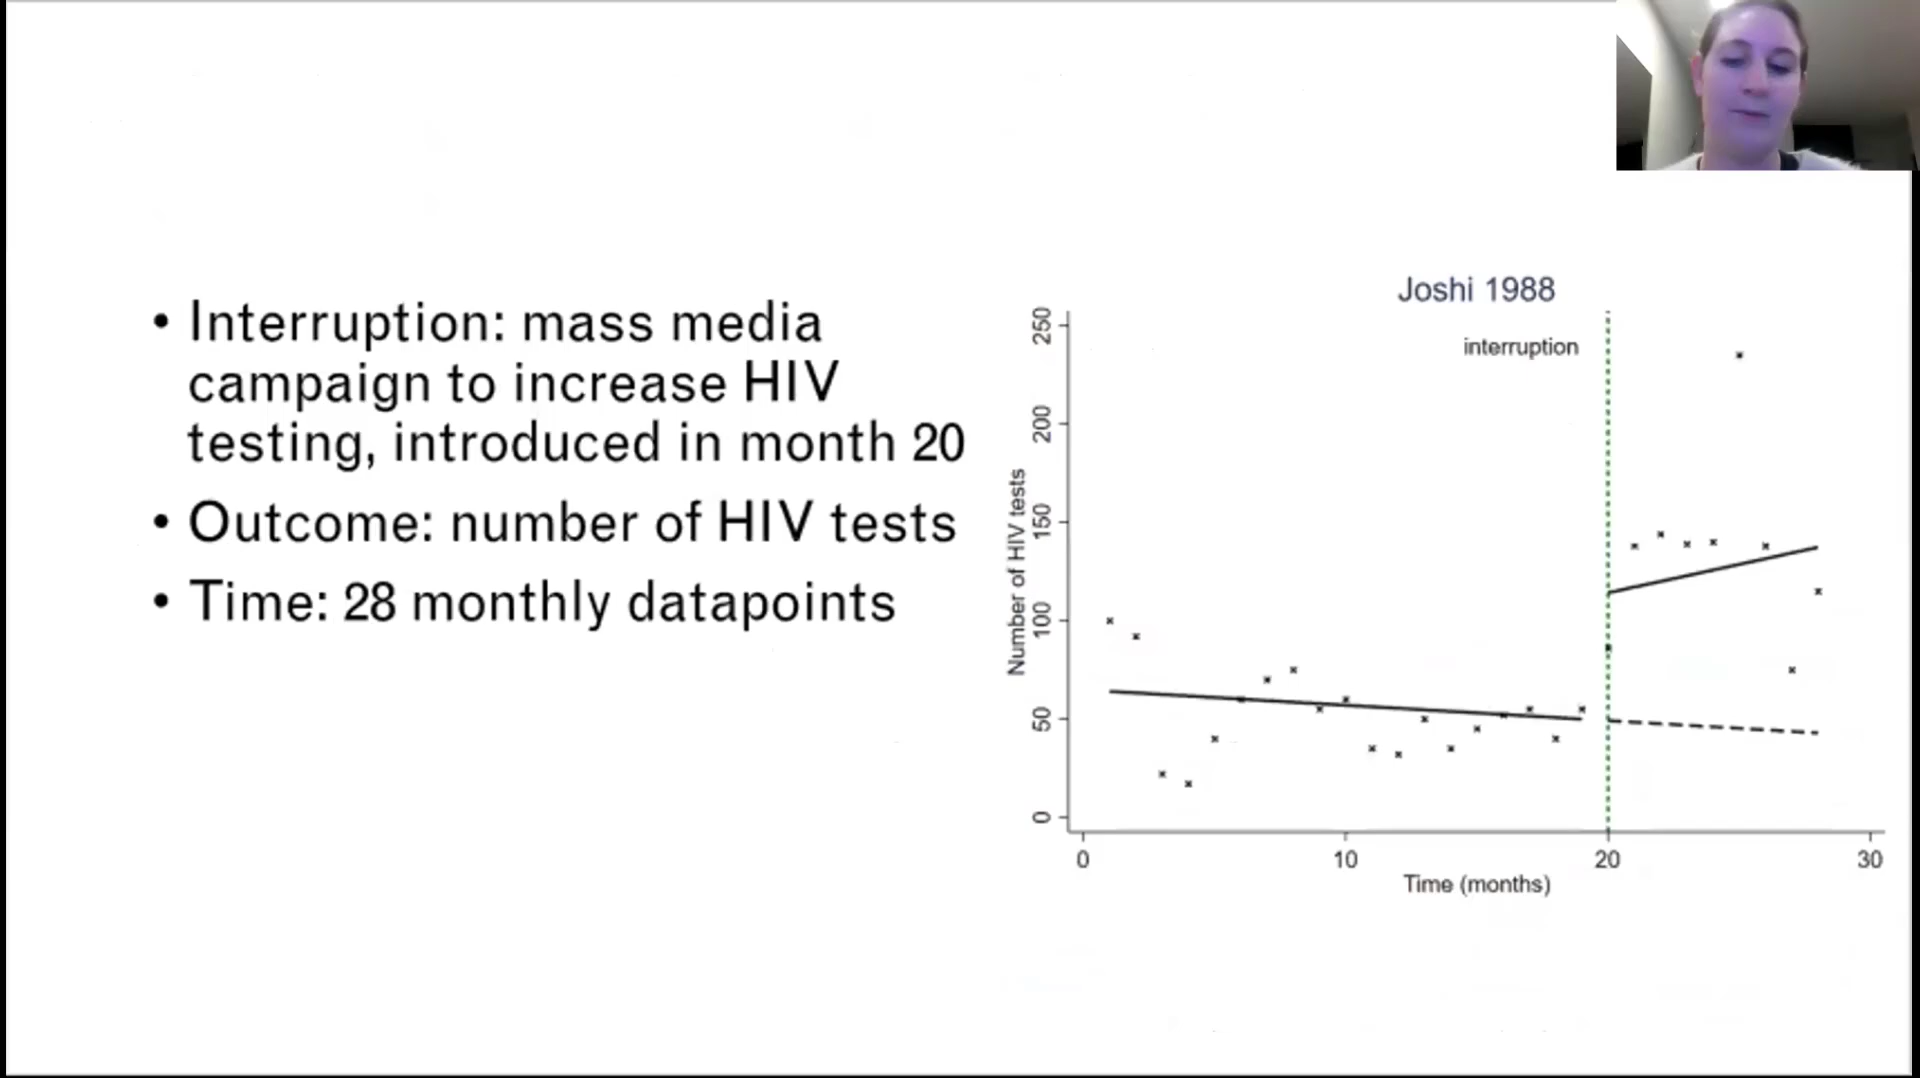 • Interruption: mass media
campaign to increase HIV
testing, introduced in month 20
• Outcome: number of HIV tests
• Time: 28 monthly datapoints
Joshi 1988
interruption
Number of HIV tests
250
200
150
100
50
0
0 10 20 30
Time (months)